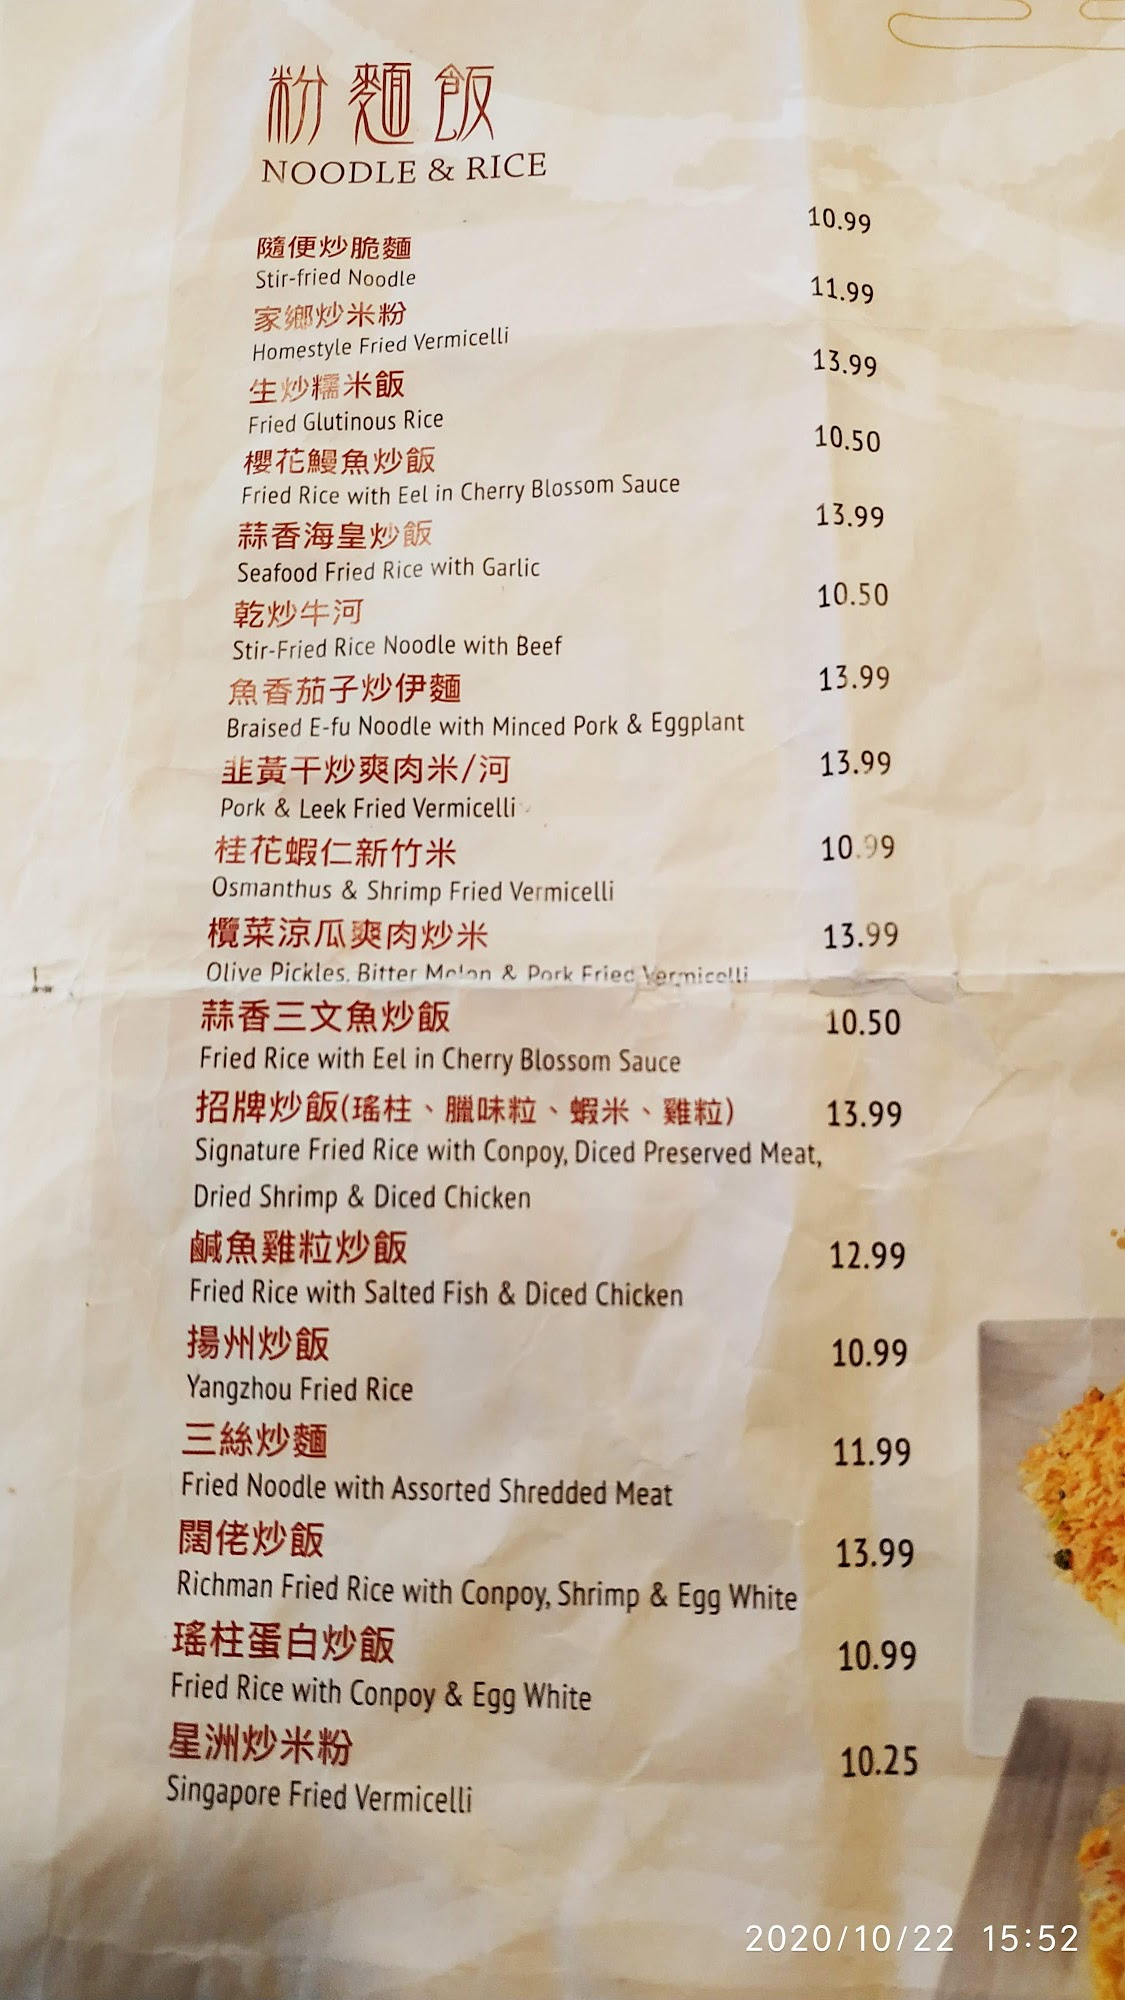 粉麵飯
NOODLE & RICE
隨便炒脆麵 10.99
Stir-fried Noodle
家鄉炒米粉 11.99
Homestyle Fried Vermicelli
生炒糯米飯 13.99
Fried Glutinous Rice
櫻花鰻魚炒飯 10.50
Fried Rice with Eel in Cherry Blossom Sauce
蒜香海皇炒飯 13.99
Seafood Fried Rice with Garlic
乾炒牛河 10.50
Stir-Fried Rice Noodle with Beef
魚香茄子炒伊麵 13.99
Braised E-fu Noodle with Minced Pork & Eggplant
韭黃干炒爽肉米/河 13.99
Pork & Leek Fried Vermicelli
桂花蝦仁新竹米 10.99
Osmanthus & Shrimp Fried Vermicelli
欖菜涼瓜爽肉炒米 13.99
Olive Pickles, Bitter Melon & Pork Fried Vermicelli
蒜香三文魚炒飯 10.50
Fried Rice with Eel in Cherry Blossom Sauce
招牌炒飯(瑤柱、臘味粒、蝦米、雞粒) 13.99
Signature Fried Rice with Conpoy, Diced Preserved Meat,
Dried Shrimp & Diced Chicken
鹹魚雞粒炒飯 12.99
Fried Rice with Salted Fish & Diced Chicken
揚州炒飯 10.99
Yangzhou Fried Rice
三絲炒麵 11.99
Fried Noodle with Assorted Shredded Meat
闊佬炒飯 13.99
Richman Fried Rice with Conpoy, Shrimp & Egg White
瑤柱蛋白炒飯 10.99
Fried Rice with Conpoy & Egg White
星洲炒米粉 10.25
Singapore Fried Vermicelli
2020/10/22 15:52